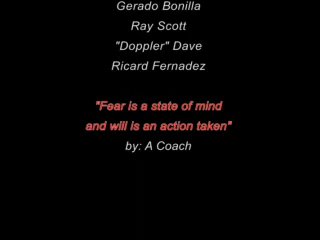 Gerado Bonilla
Ray Scott
"Doppler" Dave
Ricard Fernadez
"Fear is a state of mind
and will is an action taken"
by: A Coach